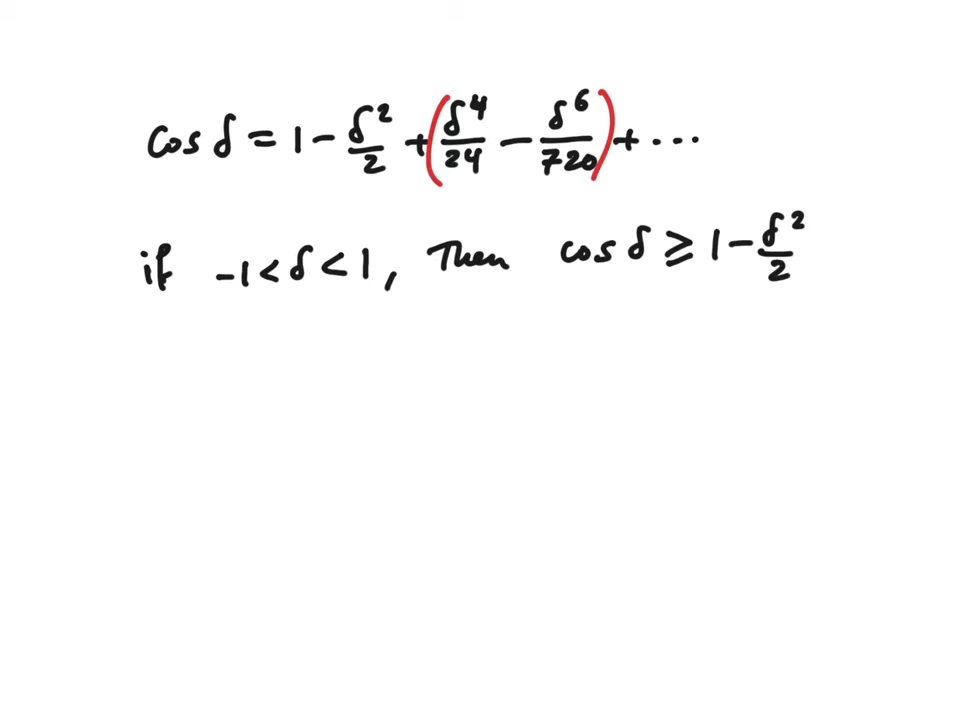 cos δ = 1 - δ²/2 + (δ⁴/24 - δ⁶/720) + ...
if -1 < δ < 1, Then cos δ ≥ 1 - δ²/2